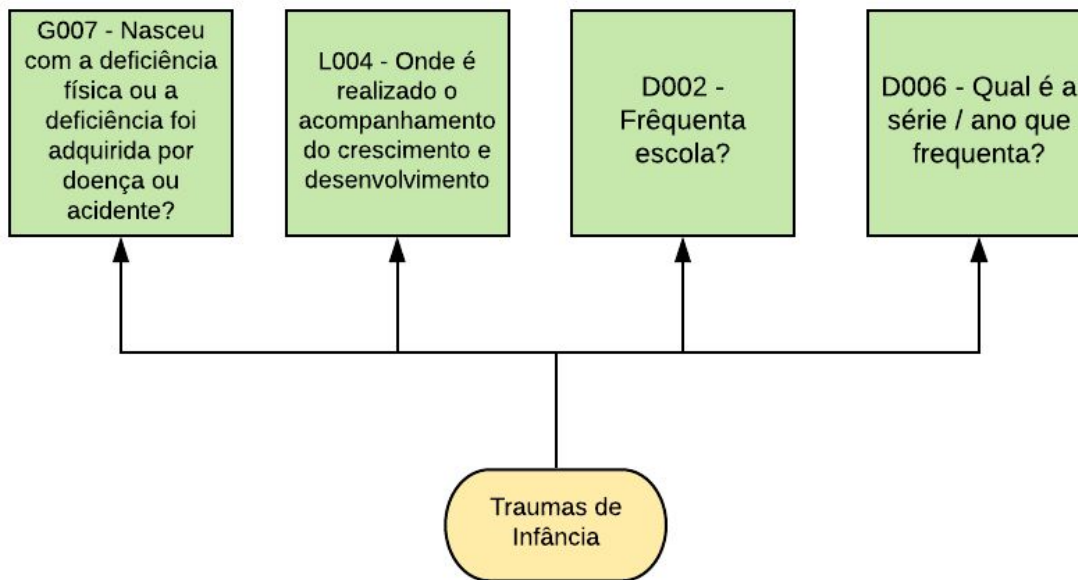 G007 - Nasceu
com a deficiência
física ou a
deficiência foi
adquirida por
doença ou
acidente?
L004 - Onde é
realizado o
acompanhamento
do crescimento e
desenvolvimento
D002 -
Frêquenta
escola?
D006 - Qual é a
série / ano que
frequenta?
Traumas de
Infância